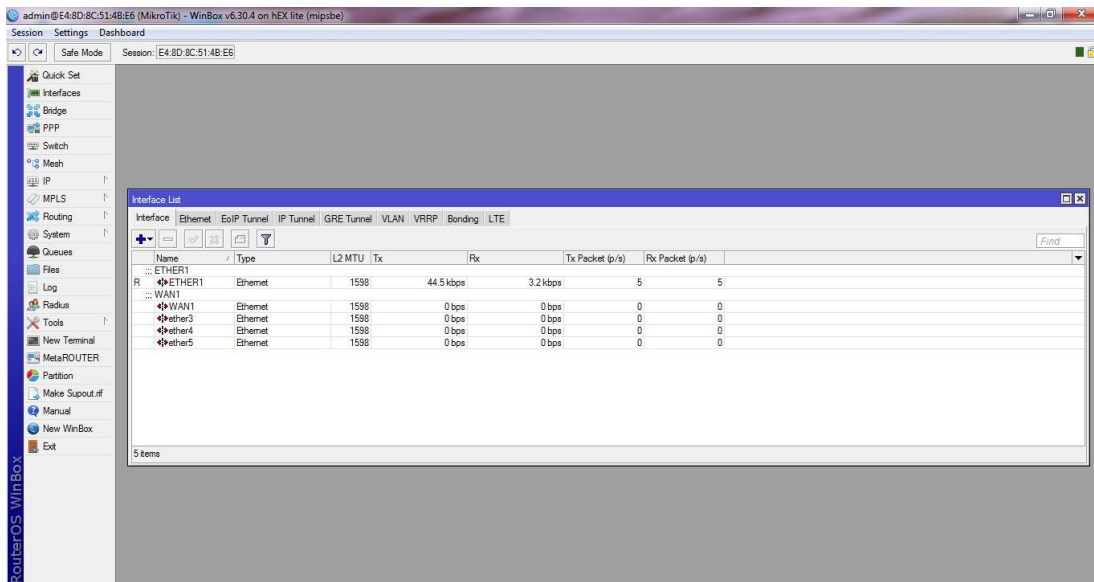 admin@E4:8D:8C:51:4B:E6 (MikroTik) - WinBox v6.30.4 on hEX lite (mipsbe)
Session Settings Dashboard
Safe Mode Session: E4:8D:8C:51:4B:E6
Quick Set
Interfaces
Bridge
PPP
Switch
Mesh
IP
MPLS
Routing
System
Queues
Files
Log
Radius
Tools
New Terminal
MetaROUTER
Partition
Make Supout.rif
Manual
New WinBox
Exit
RouterOS WinBox
Interface List
Interface Ethernet EoIP Tunnel IP Tunnel GRE Tunnel VLAN VRRP Bonding LTE
Find
Name / Type L2 MTU Tx Rx Tx Packet (p/s) Rx Packet (p/s)
::: ETHER1
R ETHER1 Ethernet 1598 44.5 kbps 3.2 kbps 5 5
::: WAN1
WAN1 Ethernet 1598 0 bps 0 bps 0 0
ether3 Ethernet 1598 0 bps 0 bps 0 0
ether4 Ethernet 1598 0 bps 0 bps 0 0
ether5 Ethernet 1598 0 bps 0 bps 0 0
5 items